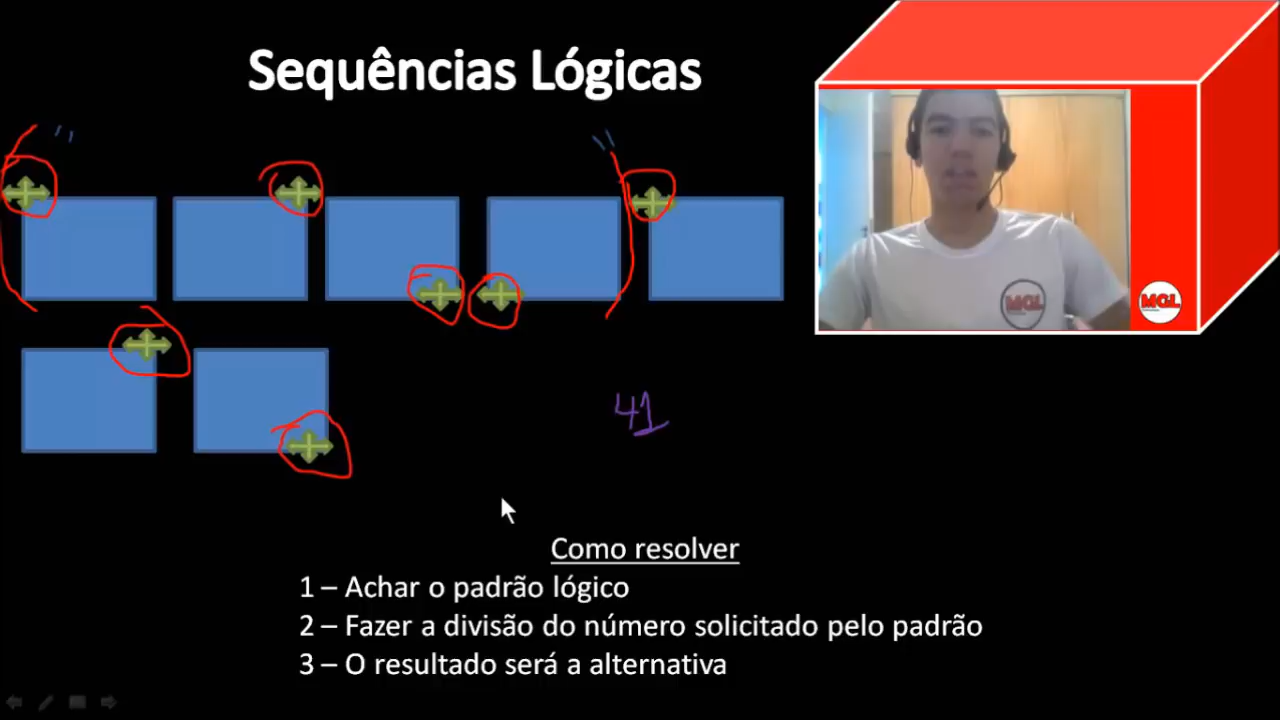 Sequências Lógicas
MGL
MGL
41
Como resolver
1 – Achar o padrão lógico
2 – Fazer a divisão do número solicitado pelo padrão
3 – O resultado será a alternativa